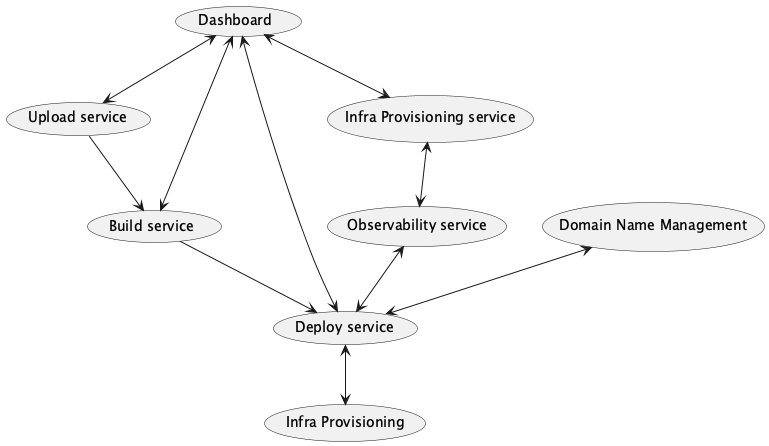 Dashboard
Upload service
Infra Provisioning service
Build service
Observability service
Domain Name Management
Deploy service
Infra Provisioning